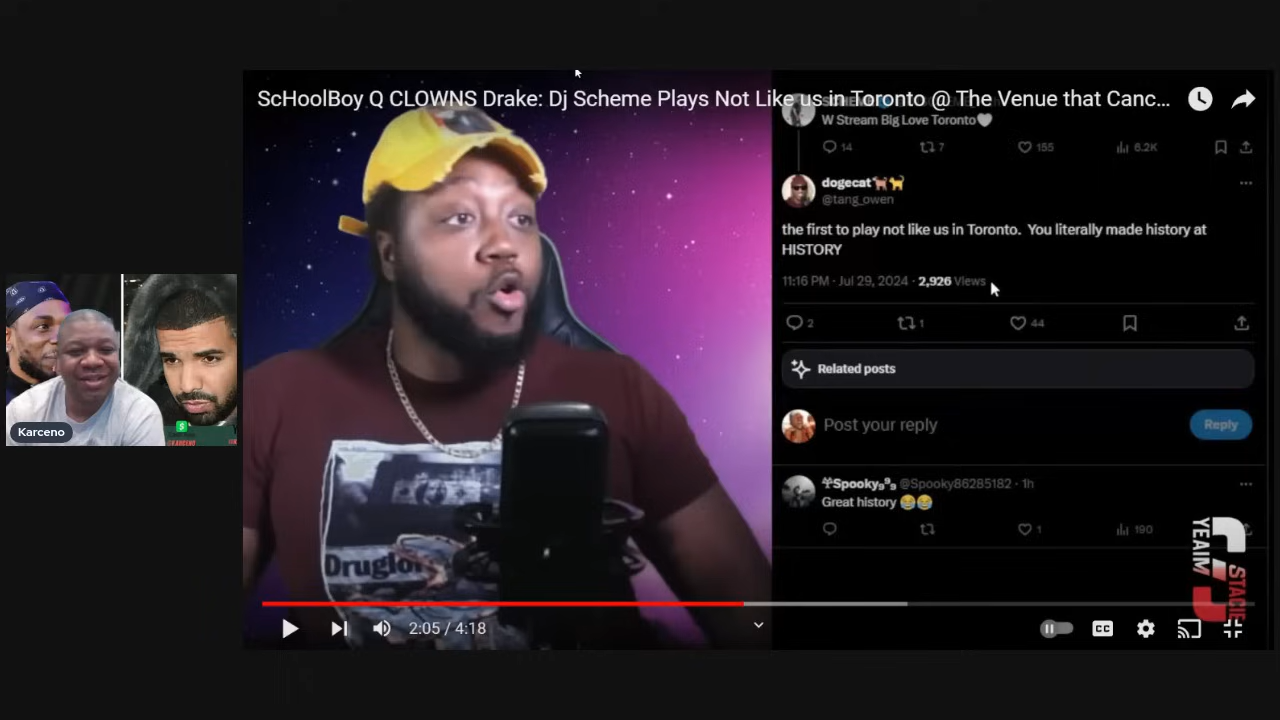 ScHoolBoy Q CLOWNS Drake: Dj Scheme Plays Not Like us in Toronto @ The Venue that Canc...
W Stream Big Love Toronto🤍
14 7 155 6.2K
dogecat🐕🐈
@tang_owen
the first to play not like us in Toronto. You literally made history at
HISTORY
11:16 PM · Jul 29, 2024 · 2,926 Views
2 1 44
Related posts
Post your reply
Reply
Spooky₉⁹₉ @Spooky86285182 · 1h
Great history 😂😂
1 190
Karceno
KARCENO
YEAIM
STACIE
2:05 / 4:18
CC